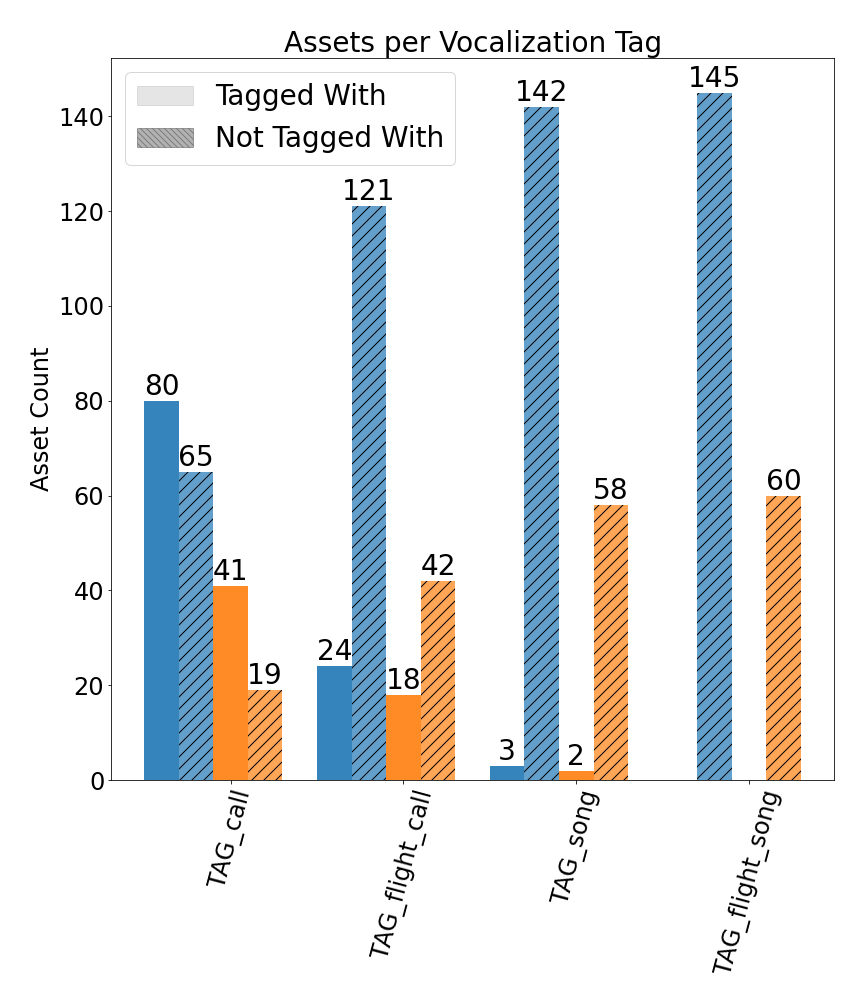 Assets per Vocalization Tag
Tagged With
Not Tagged With
Asset Count
140
120
100
80
60
40
20
0
80
65
41
19
24
121
18
42
3
142
2
58
145
60
TAG_call
TAG_flight_call
TAG_song
TAG_flight_song